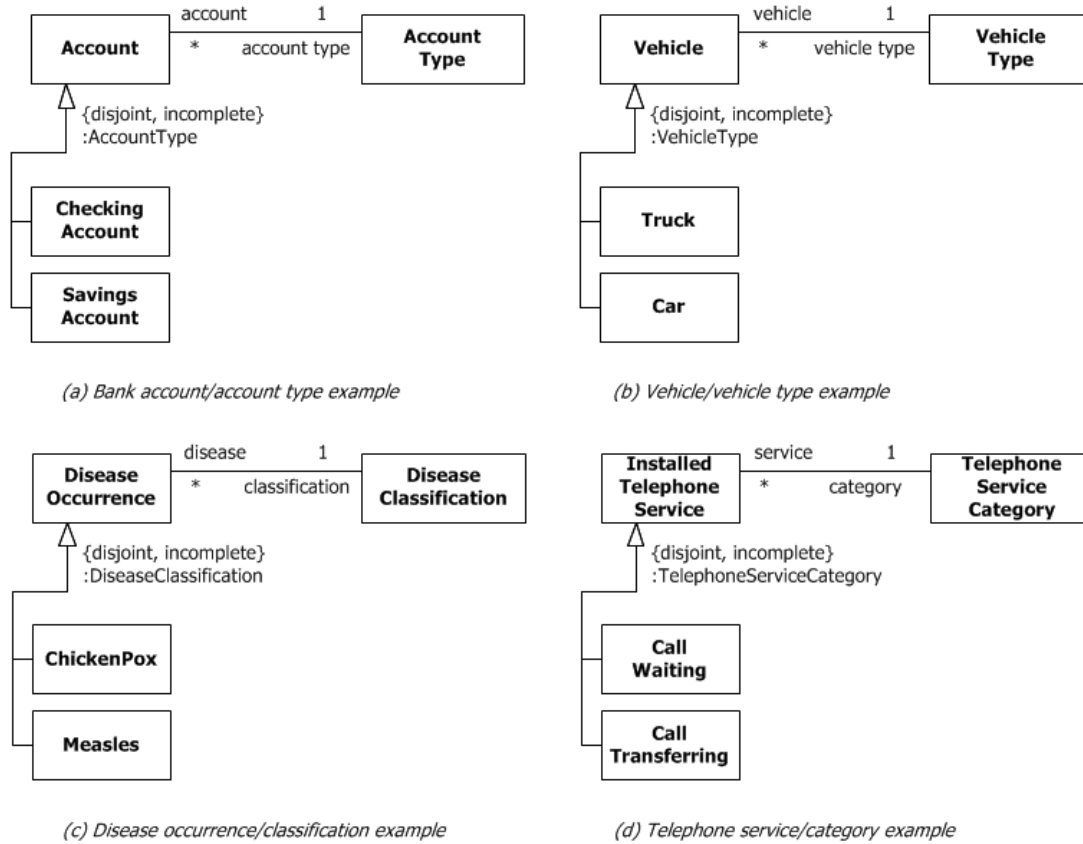 account 1
Account
* account type
Account
Type
{disjoint, incomplete}
:AccountType
Checking
Account
Savings
Account
(a) Bank account/account type example
vehicle 1
Vehicle
* vehicle type
Vehicle
Type
{disjoint, incomplete}
:VehicleType
Truck
Car
(b) Vehicle/vehicle type example
disease 1
Disease
Occurrence
* classification
Disease
Classification
{disjoint, incomplete}
:DiseaseClassification
ChickenPox
Measles
(c) Disease occurrence/classification example
service 1
Installed
Telephone
Service
* category
Telephone
Service
Category
{disjoint, incomplete}
:TelephoneServiceCategory
Call
Waiting
Call
Transferring
(d) Telephone service/category example